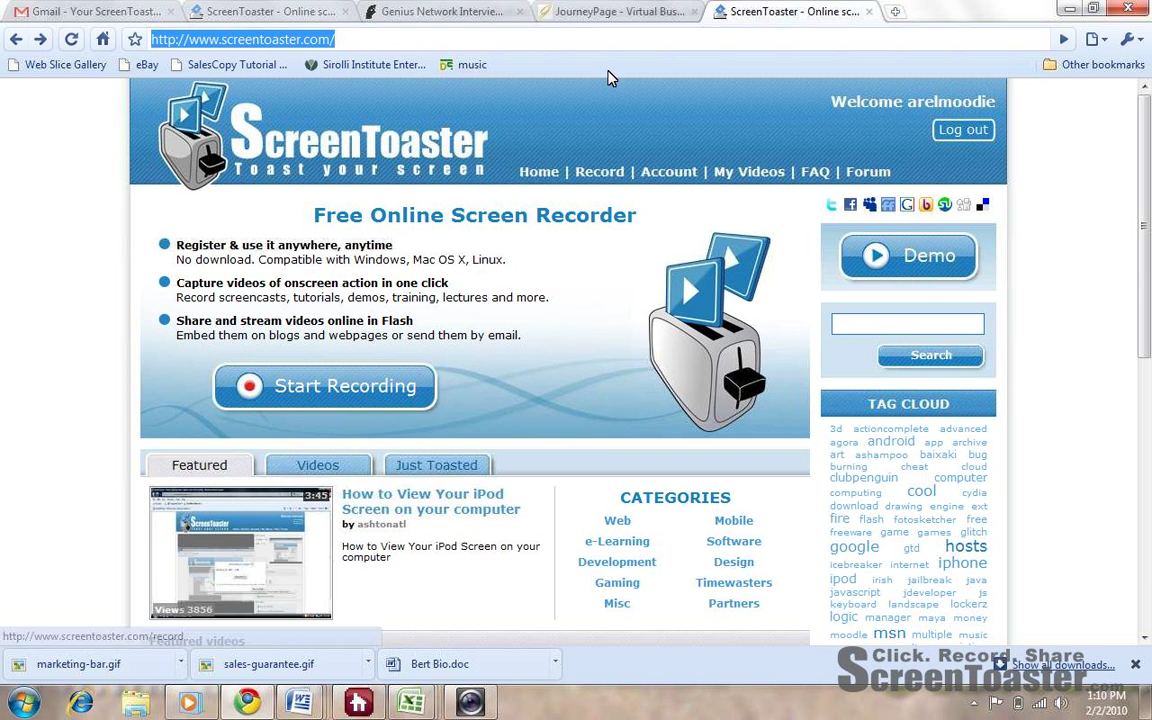 Gmail - Your ScreenToast...
ScreenToaster - Online sc...
Genius Network Intervie...
JourneyPage - Virtual Bus...
ScreenToaster - Online sc...
http://www.screentoaster.com/
Web Slice Gallery
eBay
SalesCopy Tutorial ...
Sirolli Institute Enter...
music
Other bookmarks
Welcome arelmoodie
Log out
ScreenToaster
Toast your screen
Home | Record | Account | My Videos | FAQ | Forum
Free Online Screen Recorder
Register & use it anywhere, anytime
No download. Compatible with Windows, Mac OS X, Linux.
Capture videos of onscreen action in one click
Record screencasts, tutorials, demos, training, lectures and more.
Share and stream videos online in Flash
Embed them on blogs and webpages or send them by email.
Start Recording
Demo
Search
TAG CLOUD
3d actioncomplete advanced
agora android app archive
art ashampoo baixaki bug
burning cheat cloud
clubpenguin computer
computing cool cydia
download drawing engine ext
fire flash fotosketcher free
freeware game games glitch
google gtd hosts
icebreaker internet iphone
ipod irish jailbreak java
javascript jdeveloper js
keyboard landscape lockerz
logic manager maya money
moodle msn multiple music
Featured
Videos
Just Toasted
3:45
Views 3856
How to View Your iPod
Screen on your computer
by ashtonatl
How to View Your iPod Screen on your
computer
CATEGORIES
Web
Mobile
e-Learning
Software
Development
Design
Gaming
Timewasters
Misc
Partners
http://www.screentoaster.com/record
Featured videos
marketing-bar.gif
sales-guarantee.gif
Bert Bio.doc
Show all downloads...
Click. Record. Share
ScreenToaster.com
1:10 PM
2/2/2010